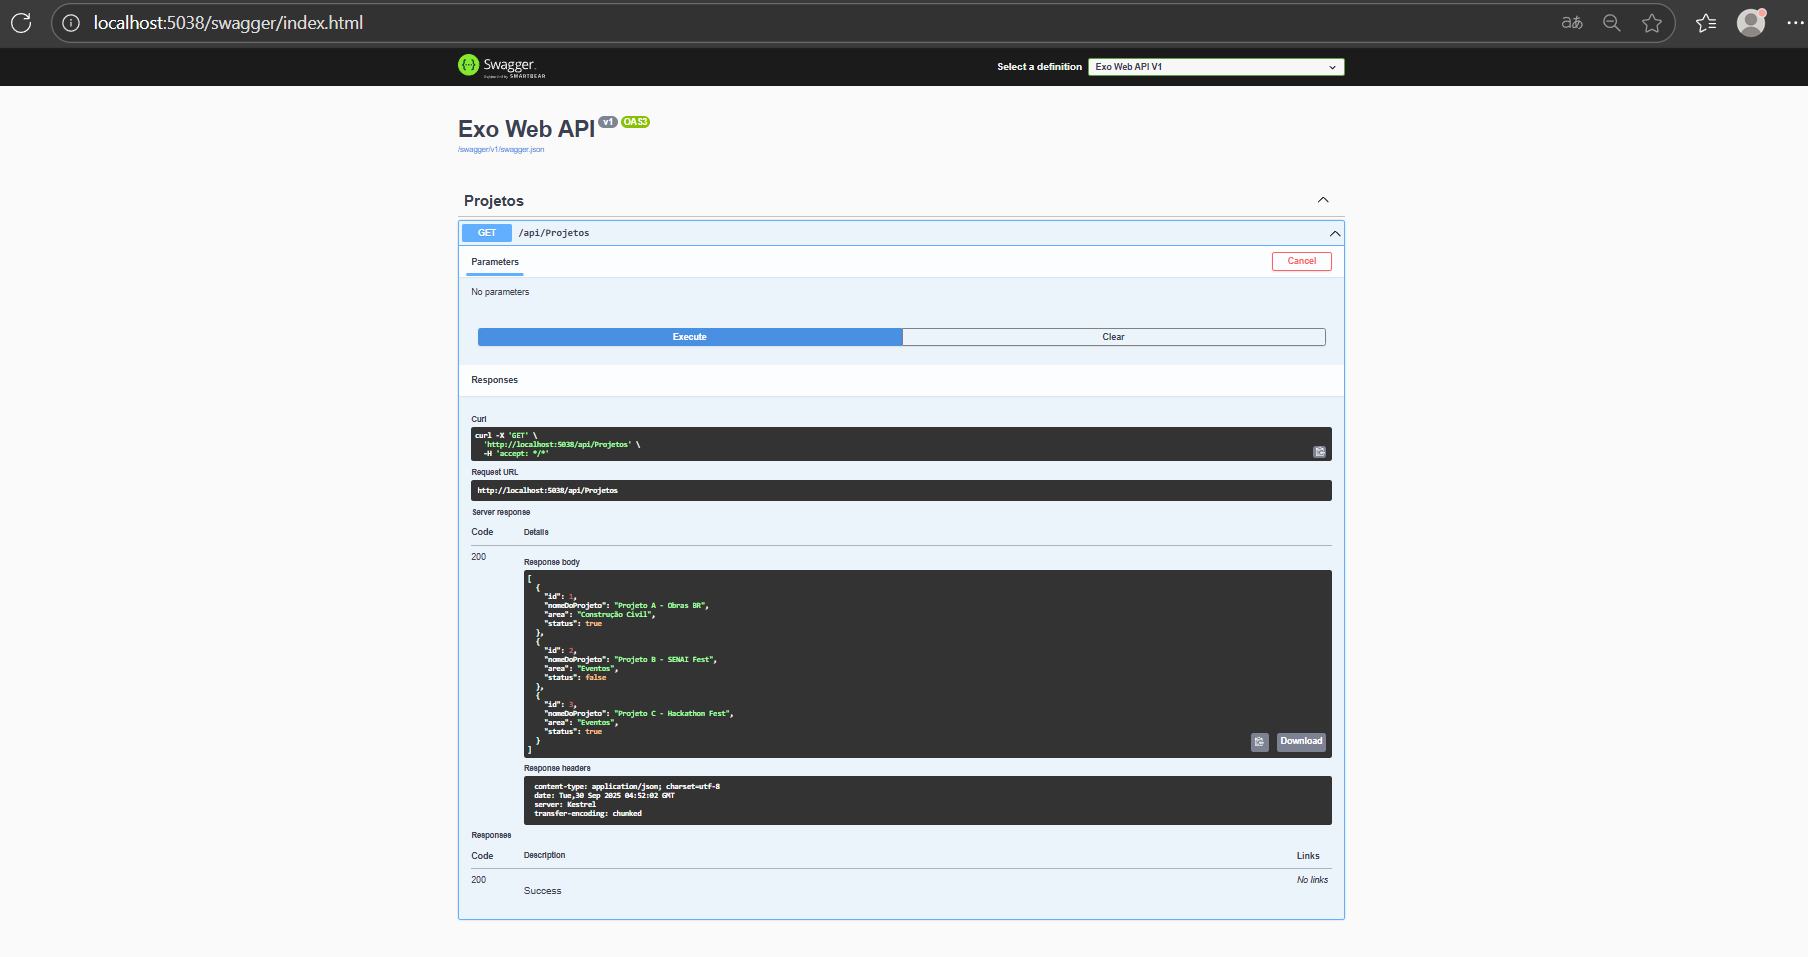 localhost:5038/swagger/index.html
aあ
Swagger.
Supported by SMARTBEAR
Select a definition
Exo Web API V1
Exo Web API v1 OAS3
/swagger/v1/swagger.json
Projetos
GET /api/Projetos
Parameters
Cancel
No parameters
Execute
Clear
Responses
Curl
curl -X 'GET' \
'http://localhost:5038/api/Projetos' \
-H 'accept: */*'
Request URL
http://localhost:5038/api/Projetos
Server response
Code Details
200
Response body
[
{
"id": 1,
"nomeDoProjeto": "Projeto A - Obras BR",
"area": "Construção Civil",
"status": true
},
{
"id": 2,
"nomeDoProjeto": "Projeto B - SENAI Fest",
"area": "Eventos",
"status": false
},
{
"id": 3,
"nomeDoProjeto": "Projeto C - Hackathon Fest",
"area": "Eventos",
"status": true
}
]
Download
Response headers
content-type: application/json; charset=utf-8
date: Tue,30 Sep 2025 04:52:02 GMT
server: Kestrel
transfer-encoding: chunked
Responses
Code Description Links
200 No links
Success